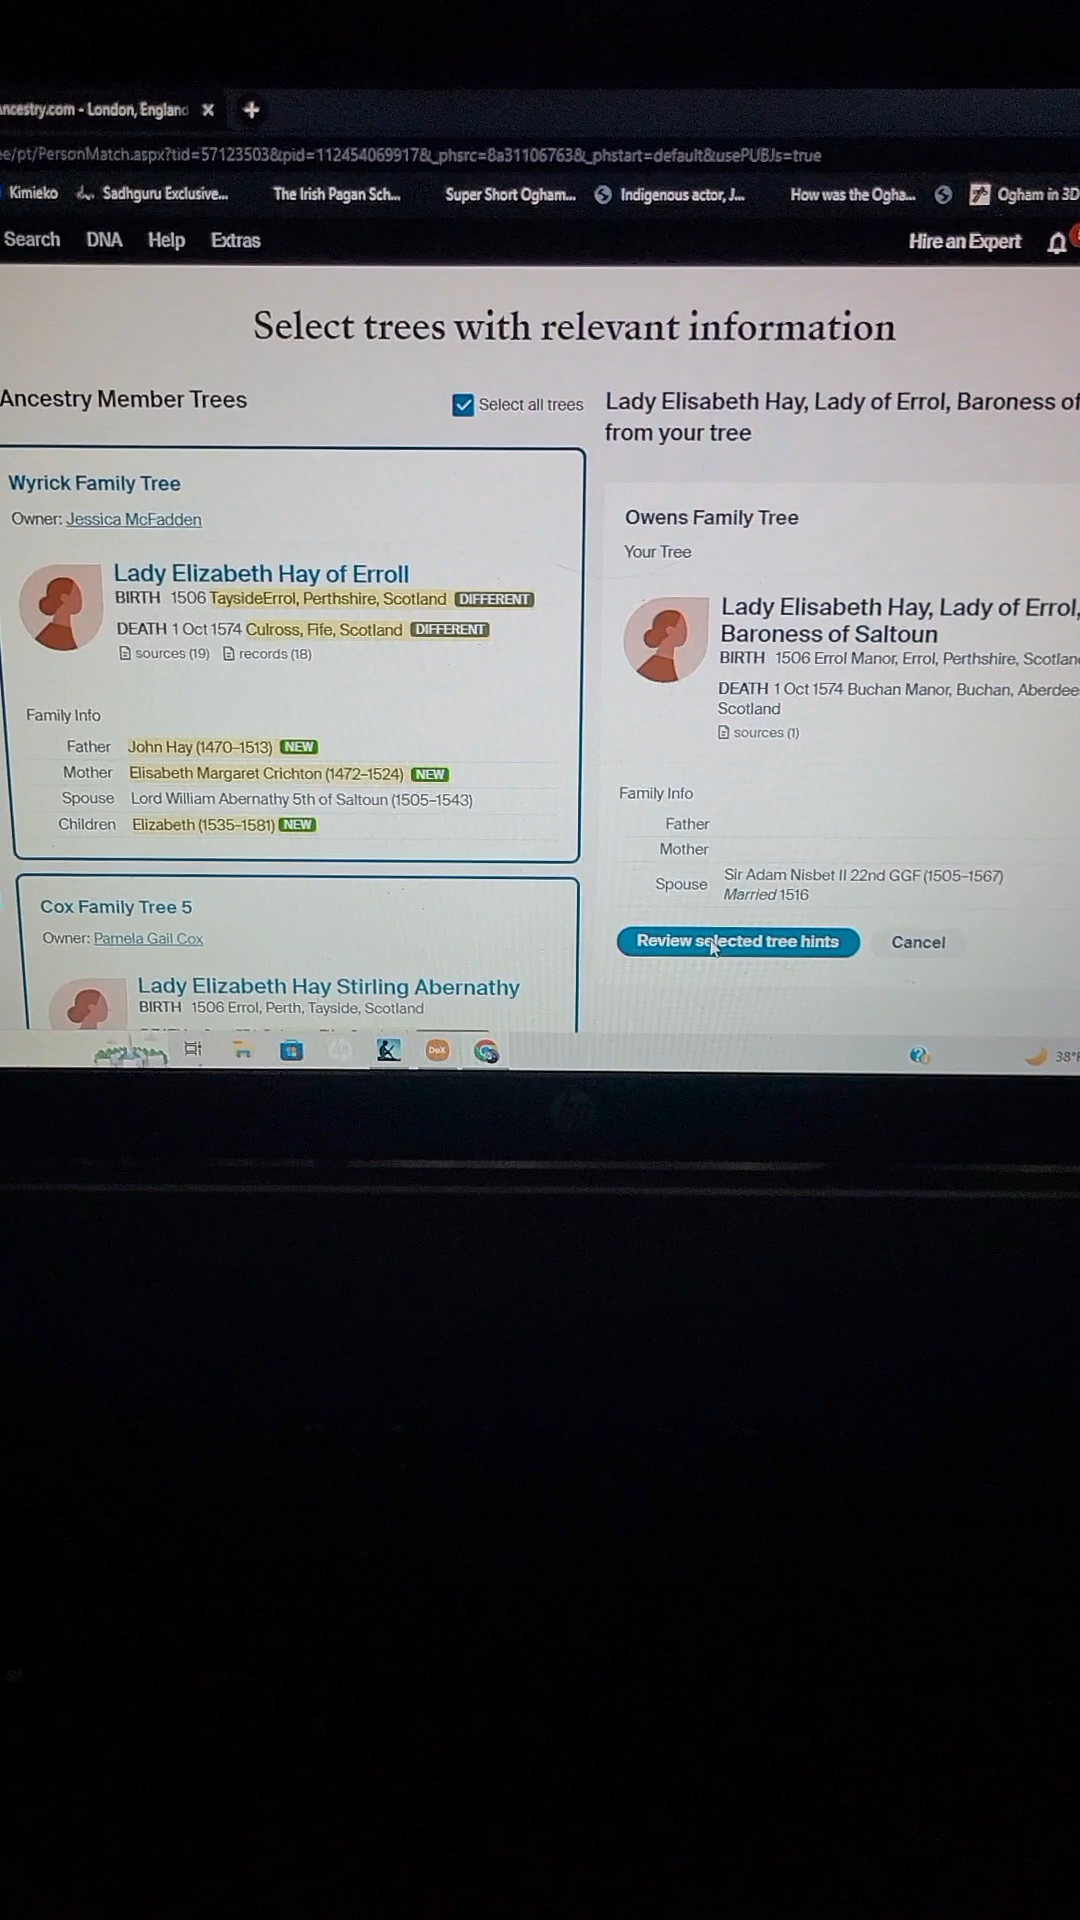 ncestry.com - London, England
e/pt/PersonMatch.aspx?tid=57123503&pid=112454069917&_phsrc=8a31106763&_phstart=default&usePUBJs=true
Kimieko Sadhguru Exclusive... The Irish Pagan Sch... Super Short Ogham... Indigenous actor, J... How was the Ogha... Ogham in 3D
Search DNA Help Extras Hire an Expert
Select trees with relevant information
Ancestry Member Trees
Select all trees
Wyrick Family Tree
Owner: Jessica McFadden
Lady Elizabeth Hay of Erroll
BIRTH 1506 TaysideErrol, Perthshire, Scotland DIFFERENT
DEATH 1 Oct 1574 Culross, Fife, Scotland DIFFERENT
sources (19) records (18)
Family Info
Father John Hay (1470–1513) NEW
Mother Elisabeth Margaret Crichton (1472–1524) NEW
Spouse Lord William Abernathy 5th of Saltoun (1505–1543)
Children Elizabeth (1535–1581) NEW
Cox Family Tree 5
Owner: Pamela Gail Cox
Lady Elizabeth Hay Stirling Abernathy
BIRTH 1506 Errol, Perth, Tayside, Scotland
Lady Elisabeth Hay, Lady of Errol, Baroness of
from your tree
Owens Family Tree
Your Tree
Lady Elisabeth Hay, Lady of Errol,
Baroness of Saltoun
BIRTH 1506 Errol Manor, Errol, Perthshire, Scotlan
DEATH 1 Oct 1574 Buchan Manor, Buchan, Aberdee
Scotland
sources (1)
Family Info
Father
Mother
Spouse Sir Adam Nisbet II 22nd GGF (1505–1567)
Married 1516
Review selected tree hints Cancel
DeX
38°F
hp